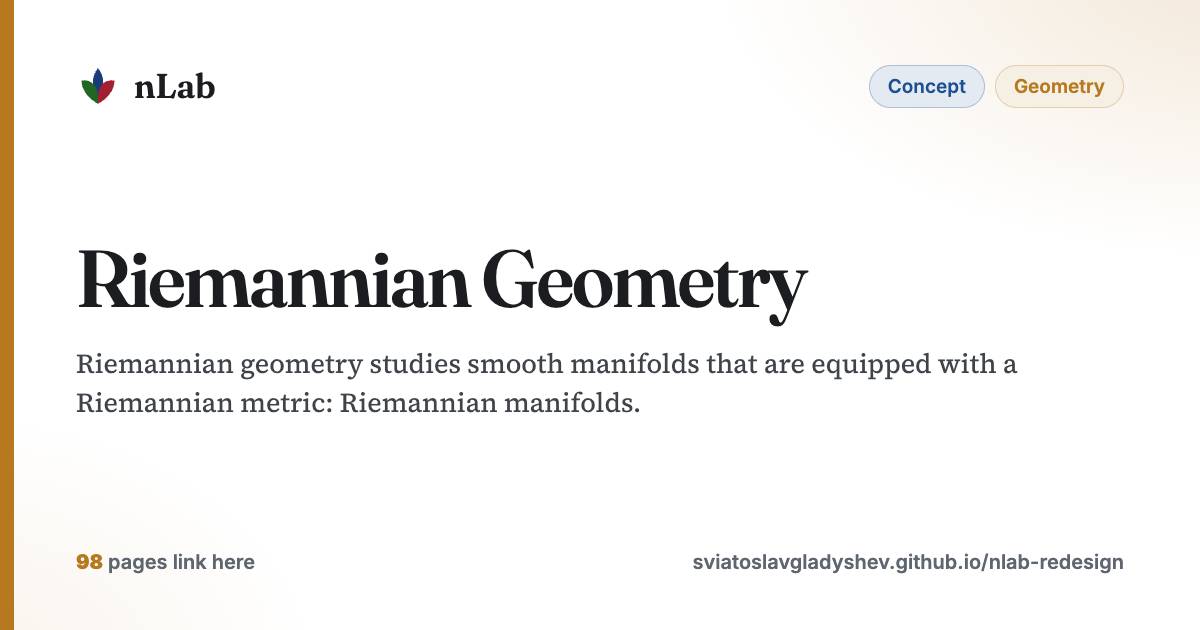 nLab
Concept
Geometry
Riemannian Geometry
Riemannian geometry studies smooth manifolds that are equipped with a
Riemannian metric: Riemannian manifolds.
98 pages link here
sviatoslavgladyshev.github.io/nlab-redesign